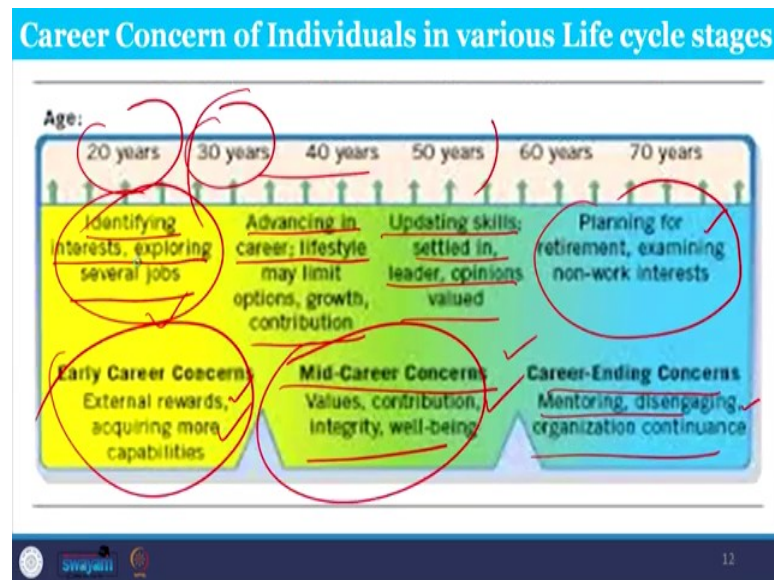 Career Concern of Individuals in various Life cycle stages
Age:
20 years 30 years 40 years 50 years 60 years 70 years
Identifying
interests, exploring
several jobs
Advancing in
career; lifestyle
may limit
options, growth,
contribution
Updating skills;
settled in,
leader, opinions
valued
Planning for
retirement, examining
non-work interests
Early Career Concerns
External rewards,
acquiring more
capabilities
Mid-Career Concerns
Values, contribution,
integrity, well-being
Career-Ending Concerns
Mentoring, disengaging,
organization continuance
swayam
12